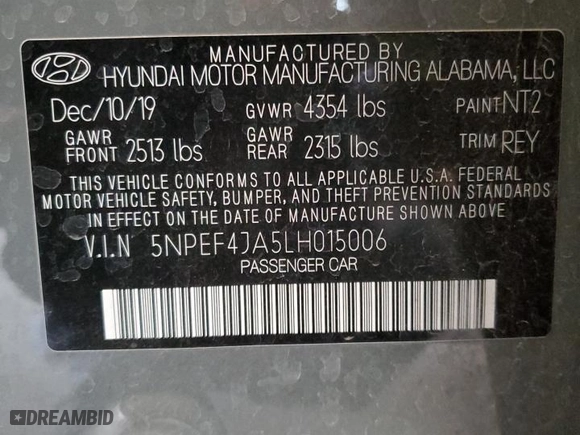 MANUFACTURED BY
HYUNDAI MOTOR MANUFACTURING ALABAMA, LLC
Dec/10/19 GVWR 4354 lbs PAINT NT2
GAWR FRONT 2513 lbs GAWR REAR 2315 lbs TRIM REY
THIS VEHICLE CONFORMS TO ALL APPLICABLE U.S.A. FEDERAL
MOTOR VEHICLE SAFETY, BUMPER, AND THEFT PREVENTION STANDARDS
IN EFFECT ON THE DATE OF MANUFACTURE SHOWN ABOVE.
V.I.N 5NPEF4JA5LH015006
PASSENGER CAR
DREAMBID